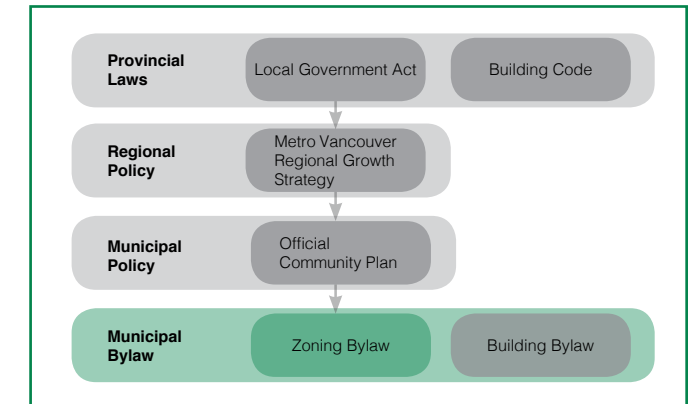 Provincial
Laws
Local Government Act
Building Code
Regional
Policy
Metro Vancouver
Regional Growth
Strategy
Municipal
Policy
Official
Community Plan
Municipal
Bylaw
Zoning Bylaw
Building Bylaw